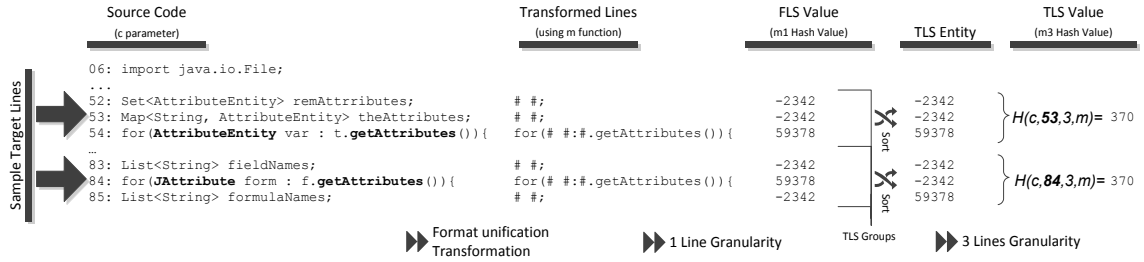 Source Code
(c parameter)
Transformed Lines
(using m function)
FLS Value
(m1 Hash Value)
TLS Entity
TLS Value
(m3 Hash Value)
Sample Target Lines
06: import java.io.File;
...
52: Set<AttributeEntity> remAttrributes; # #; -2342 -2342
53: Map<String, AttributeEntity> theAttributes; # #; -2342 -2342
54: for(AttributeEntity var : t.getAttributes()){ for(# #:#.getAttributes()){ 59378 59378
Sort
H(c,53,3,m)= 370
…
83: List<String> fieldNames; # #; -2342 -2342
84: for(JAttribute form : f.getAttributes()){ for(# #:#.getAttributes()){ 59378 -2342
85: List<String> formulaNames; # #; -2342 59378
Sort
H(c,84,3,m)= 370
Format unification
Transformation
1 Line Granularity
TLS Groups
3 Lines Granularity